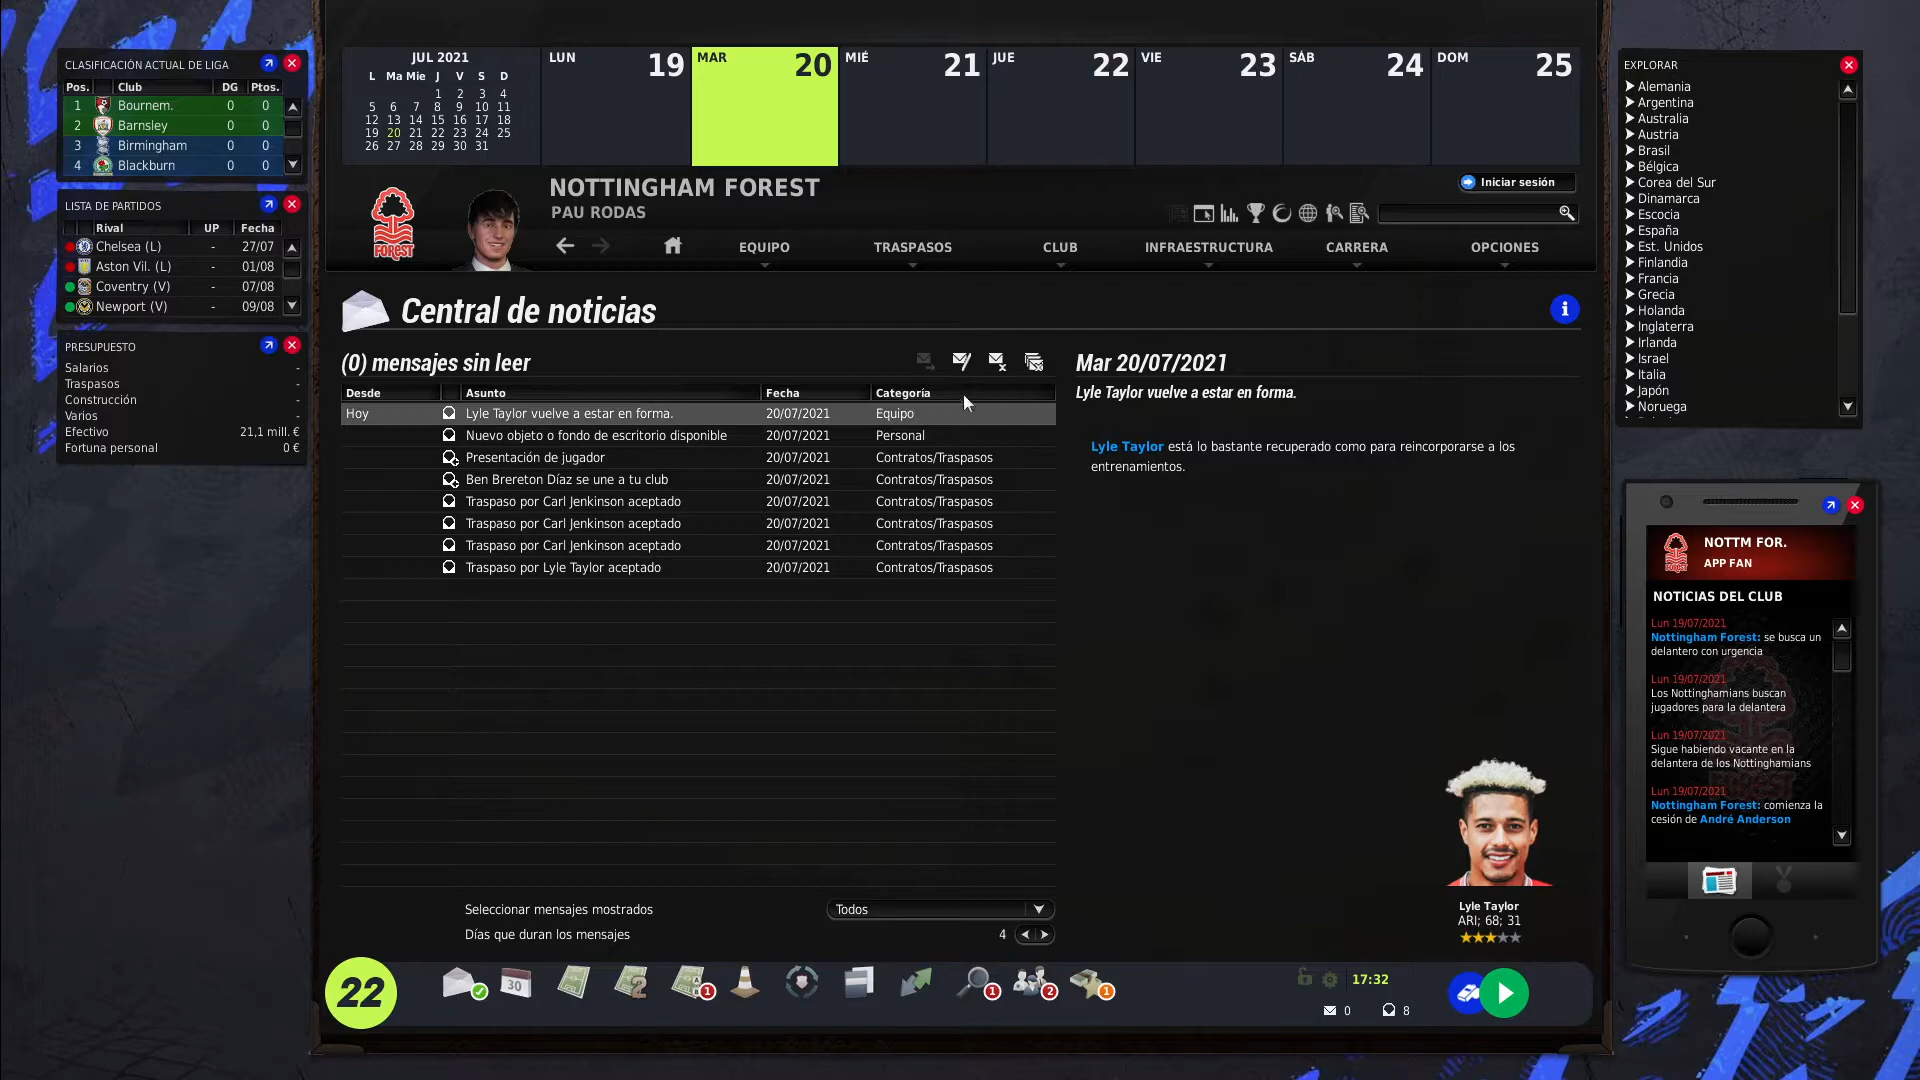 CLASIFICACIÓN ACTUAL DE LIGA
Pos. Club DG Ptos.
1 Bournem. 0 0
2 Barnsley 0 0
3 Birmingham 0 0
4 Blackburn 0 0
LISTA DE PARTIDOS
Rival UP Fecha
Chelsea (L) - 27/07
Aston Vil. (L) - 01/08
Coventry (V) - 07/08
Newport (V) - 09/08
PRESUPUESTO
Salarios -
Traspasos -
Construcción -
Varios -
Efectivo 21,1 mill. €
Fortuna personal 0 €
JUL 2021
L Ma Mie J V S D
1 2 3 4
5 6 7 8 9 10 11
12 13 14 15 16 17 18
19 20 21 22 23 24 25
26 27 28 29 30 31
LUN 19 MAR 20 MIÉ 21 JUE 22 VIE 23 SÁB 24 DOM 25
FOREST
NOTTINGHAM FOREST
PAU RODAS
Iniciar sesión
EQUIPO TRASPASOS CLUB INFRAESTRUCTURA CARRERA OPCIONES
Central de noticias
(0) mensajes sin leer
Desde Asunto Fecha Categoría
Hoy Lyle Taylor vuelve a estar en forma. 20/07/2021 Equipo
Nuevo objeto o fondo de escritorio disponible 20/07/2021 Personal
Presentación de jugador 20/07/2021 Contratos/Traspasos
Ben Brereton Díaz se une a tu club 20/07/2021 Contratos/Traspasos
Traspaso por Carl Jenkinson aceptado 20/07/2021 Contratos/Traspasos
Traspaso por Carl Jenkinson aceptado 20/07/2021 Contratos/Traspasos
Traspaso por Carl Jenkinson aceptado 20/07/2021 Contratos/Traspasos
Traspaso por Lyle Taylor aceptado 20/07/2021 Contratos/Traspasos
Seleccionar mensajes mostrados Todos
Días que duran los mensajes 4
Mar 20/07/2021
Lyle Taylor vuelve a estar en forma.
Lyle Taylor está lo bastante recuperado como para reincorporarse a los
entrenamientos.
Lyle Taylor
ARI; 68; 31
22
30
2
1
1
2
1
17:32
0 8
EXPLORAR
Alemania
Argentina
Australia
Austria
Brasil
Bélgica
Corea del Sur
Dinamarca
Escocia
España
Est. Unidos
Finlandia
Francia
Grecia
Holanda
Inglaterra
Irlanda
Israel
Italia
Japón
Noruega
NOTTM FOR.
APP FAN
NOTICIAS DEL CLUB
Lun 19/07/2021
Nottingham Forest: se busca un
delantero con urgencia
Lun 19/07/2021
Los Nottinghamians buscan
jugadores para la delantera
Lun 19/07/2021
Sigue habiendo vacante en la
delantera de los Nottinghamians
Lun 19/07/2021
Nottingham Forest: comienza la
cesión de André Anderson